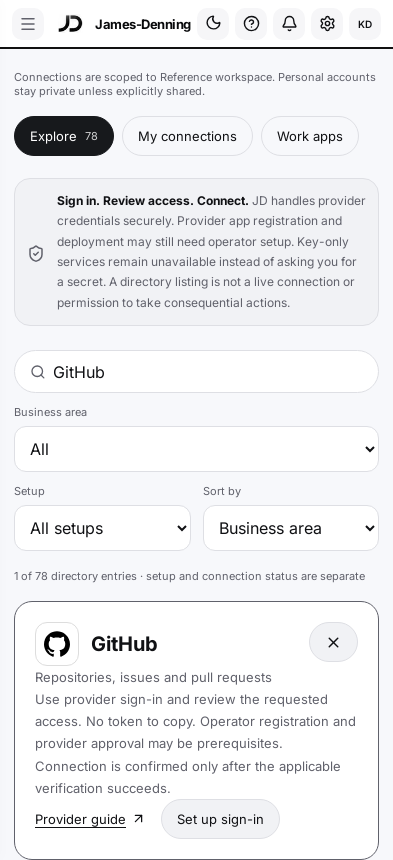 JD James-Denning KD
Connections are scoped to Reference workspace. Personal accounts
stay private unless explicitly shared.
Explore 78 My connections Work apps
Sign in. Review access. Connect. JD handles provider
credentials securely. Provider app registration and
deployment may still need operator setup. Key-only
services remain unavailable instead of asking you for
a secret. A directory listing is not a live connection or
permission to take consequential actions.
GitHub
Business area
All
Setup Sort by
All setups Business area
1 of 78 directory entries · setup and connection status are separate
GitHub
Repositories, issues and pull requests
Use provider sign-in and review the requested
access. No token to copy. Operator registration and
provider approval may be prerequisites.
Connection is confirmed only after the applicable
verification succeeds.
Provider guide Set up sign-in